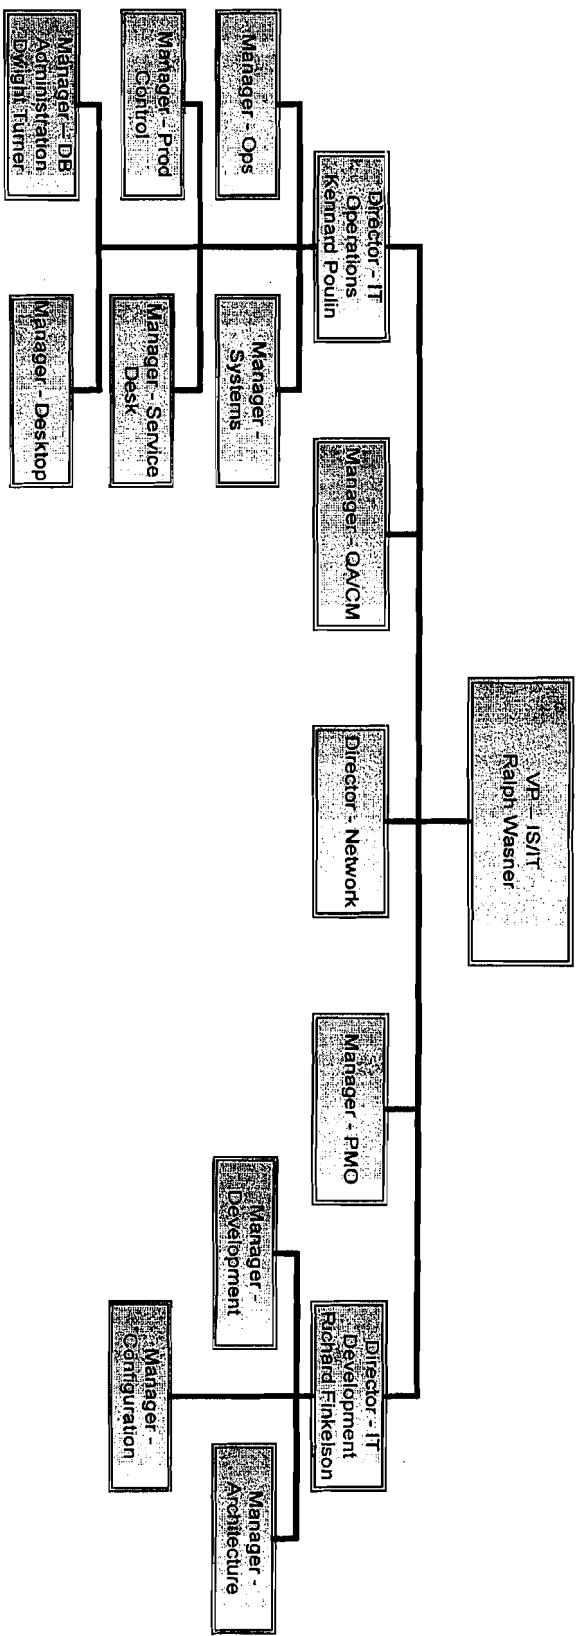 VP – IS/IT
Ralph Wasner
Director - IT
Operations
Kennard Poulin
Manager - QA/CM
Director - Network
Manager - PMO
Director - IT
Development
Richard Finkelson
Manager - Ops
Manager -
Systems
Manager - Prod
Control
Manager - Service
Desk
Manager – DB
Administration
Dwight Turner
Manager - Desktop
Manager -
Development
Manager -
Architecture
Manager -
Configuration